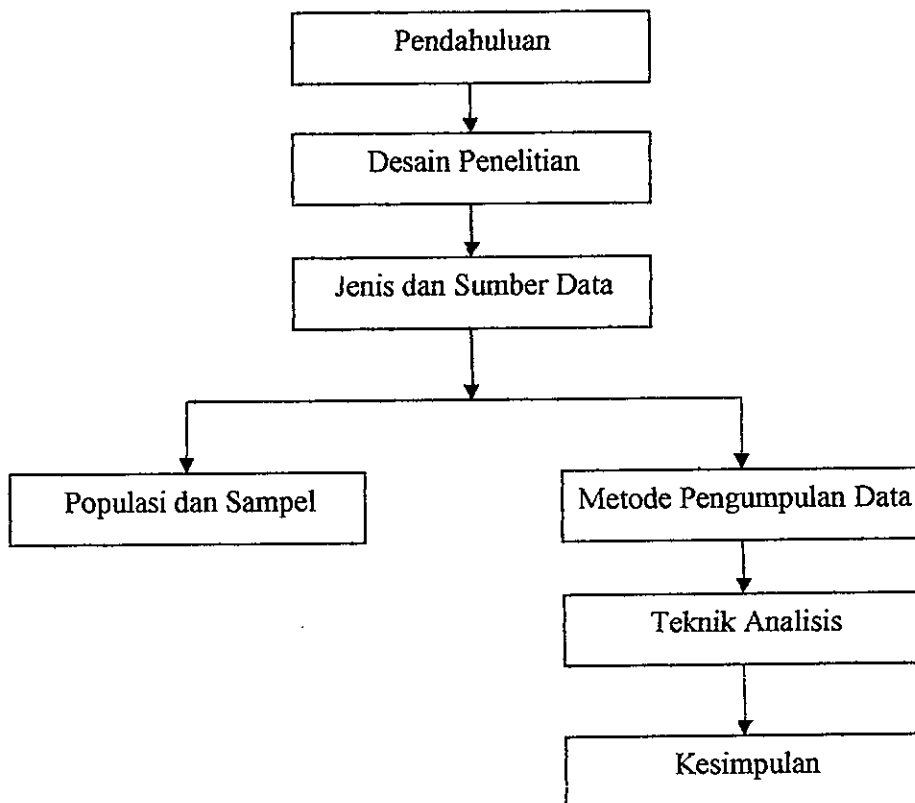 Pendahuluan
Desain Penelitian
Jenis dan Sumber Data
Populasi dan Sampel
Metode Pengumpulan Data
Teknik Analisis
Kesimpulan